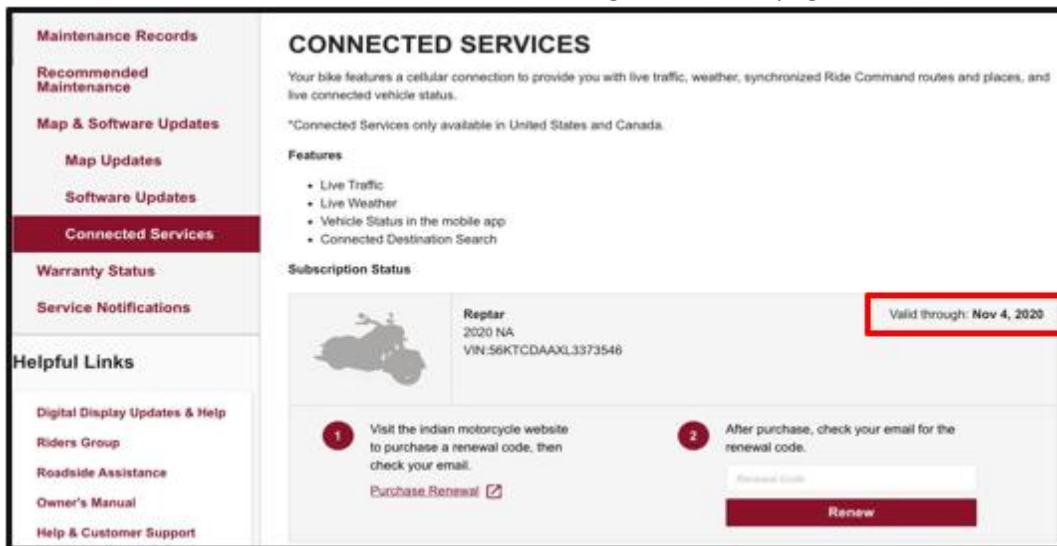 Maintenance Records
Recommended
Maintenance
Map & Software Updates
Map Updates
Software Updates
Connected Services
Warranty Status
Service Notifications
Helpful Links
Digital Display Updates & Help
Riders Group
Roadside Assistance
Owner's Manual
Help & Customer Support
CONNECTED SERVICES
Your bike features a cellular connection to provide you with live traffic, weather, synchronized Ride Command routes and places, and
live connected vehicle status.
*Connected Services only available in United States and Canada.
Features
• Live Traffic
• Live Weather
• Vehicle Status in the mobile app
• Connected Destination Search
Subscription Status
Reptar
2020 NA
VIN:56KTCDAAXL3373546
Valid through: Nov 4, 2020
1
Visit the indian motorcycle website
to purchase a renewal code, then
check your email.
Purchase Renewal
2
After purchase, check your email for the
renewal code.
Renewal Code
Renew